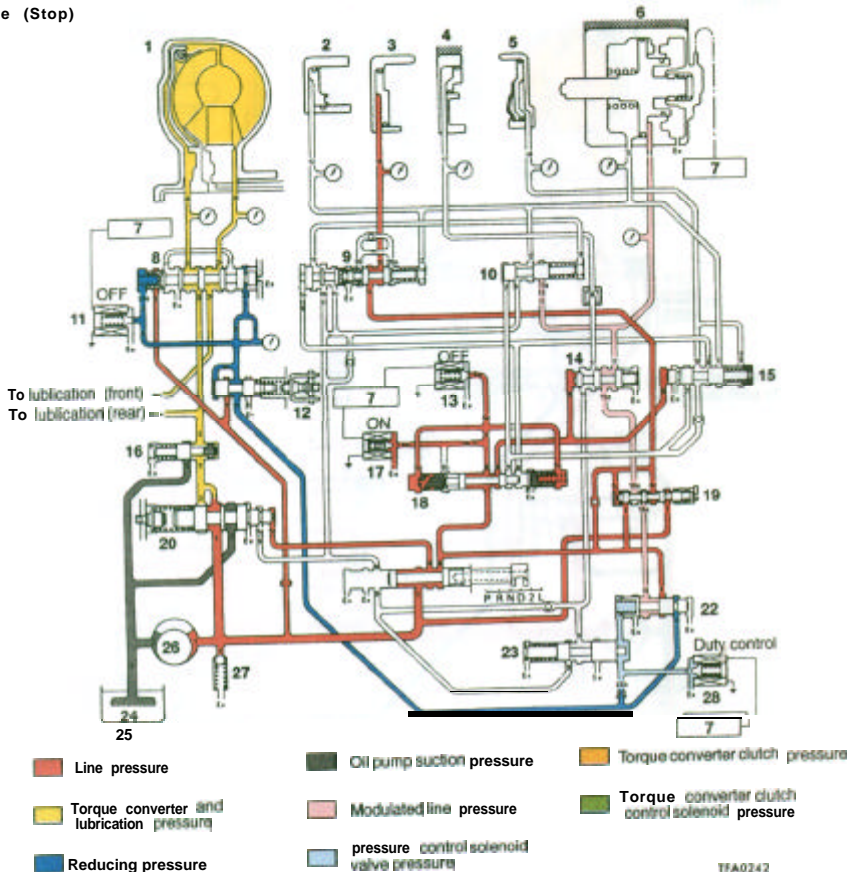 e (Stop)
1
2
3
4
5
6
7
7
8
9
10
OFF
11
OFF
12
7
13
14
15
To lublication (front)
To lublication (rear)
ON
16
17
18
19
20
P R N D 2 L
22
23
Duty control
26
27
28
24
25
7
Line pressure
Oil pump suction pressure
Torque converter clutch pressure
Torque converter and
lubrication pressure
Modulated line pressure
Torque converter clutch
control solenoid pressure
Reducing pressure
pressure control solenoid
valve pressure
TFA0242